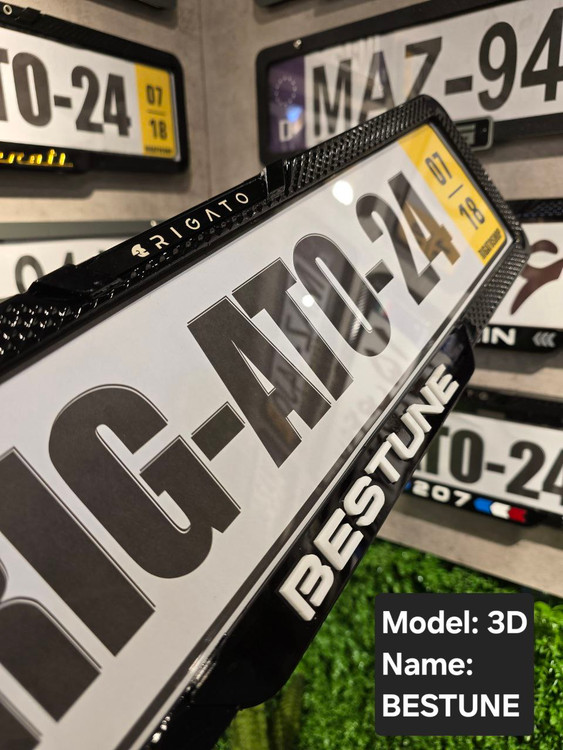 TO-24
07
18
MAZ-94
RIGATO
07
18
RIG-ATO-24
BESTUNE
IN
TO-24
207
Model: 3D
Name:
BESTUNE